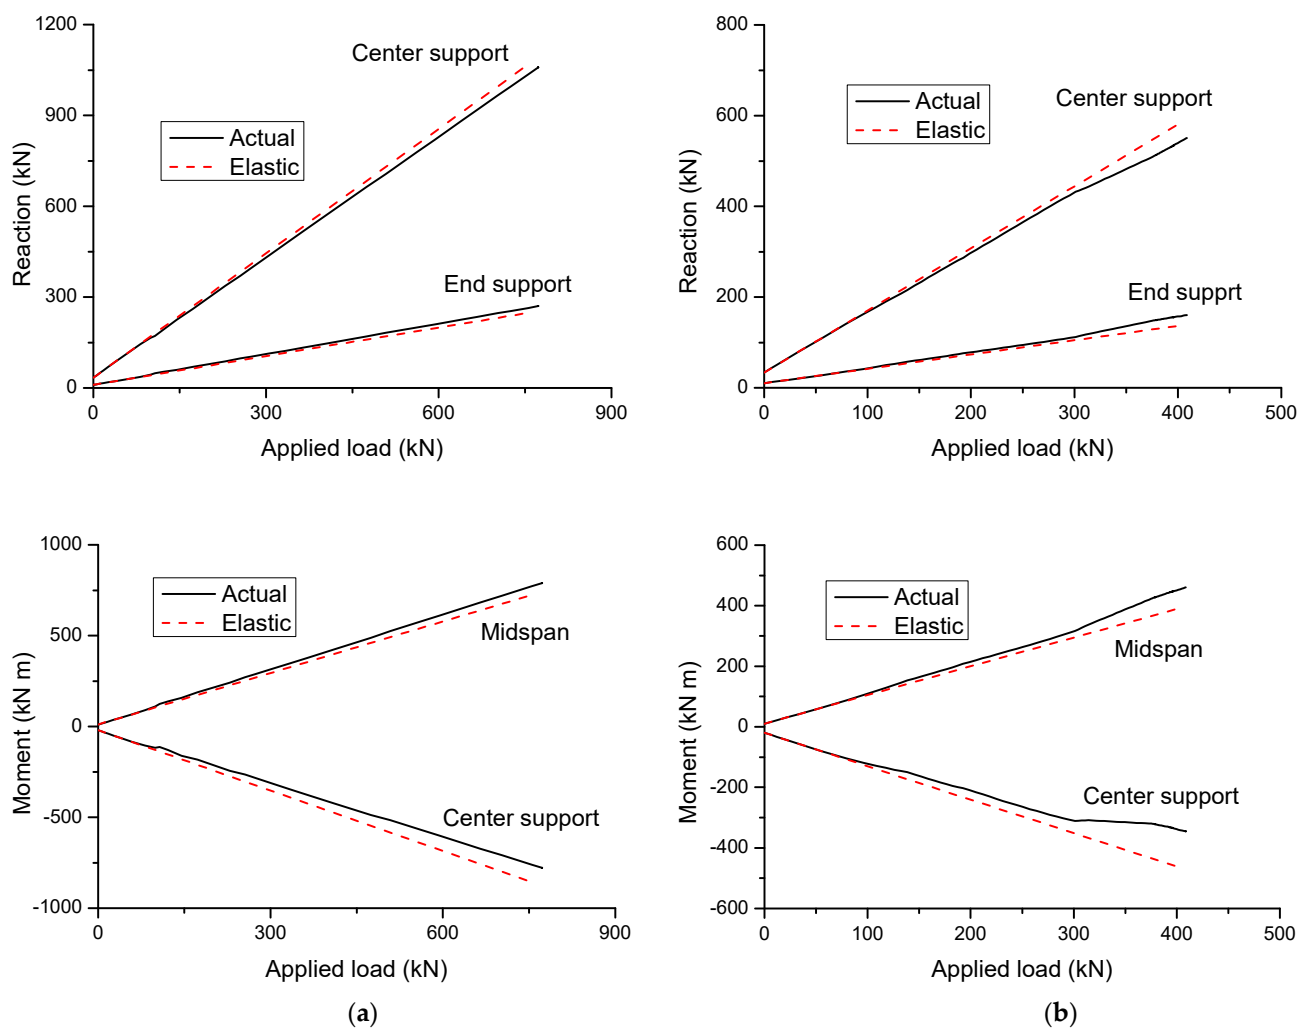 1200
900
600
300
0
Reaction (kN)
Center support
Actual
Elastic
End support
0
300
600
900
Applied load (kN)
800
600
400
200
0
Reaction (kN)
Center support
Actual
Elastic
End supprt
0
100
200
300
400
500
Applied load (kN)
1000
500
0
-500
-1000
Moment (kN m)
Actual
Elastic
Midspan
Center support
0
300
600
900
Applied load (kN)
(a)
600
400
200
0
-200
-400
-600
Moment (kN m)
Actual
Elastic
Midspan
Center support
0
100
200
300
400
500
Applied load (kN)
(b)